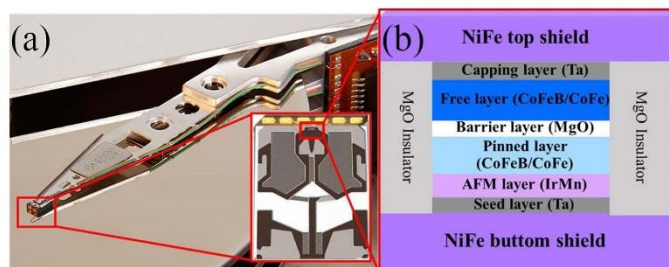 (a)
(b)
NiFe top shield
Capping layer (Ta)
Free layer (CoFeB/CoFe)
Barrier layer (MgO)
Pinned layer
(CoFeB/CoFe)
AFM layer (IrMn)
Seed layer (Ta)
MgO Insulator
MgO Insulator
NiFe buttom shield